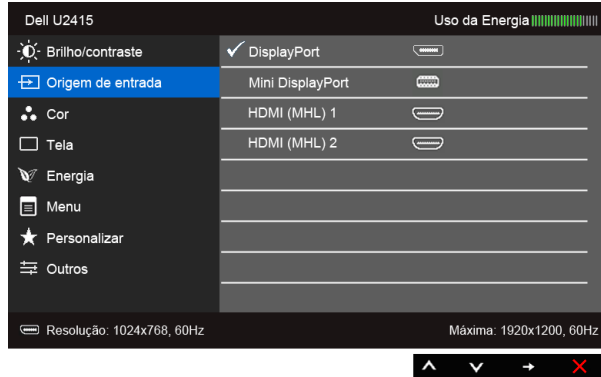 Dell U2415 Uso da Energia
Brilho/contraste DisplayPort
Origem de entrada Mini DisplayPort
Cor HDMI (MHL) 1
Tela HDMI (MHL) 2
Energia
Menu
Personalizar
Outros
Resolução: 1024x768, 60Hz Máxima: 1920x1200, 60Hz